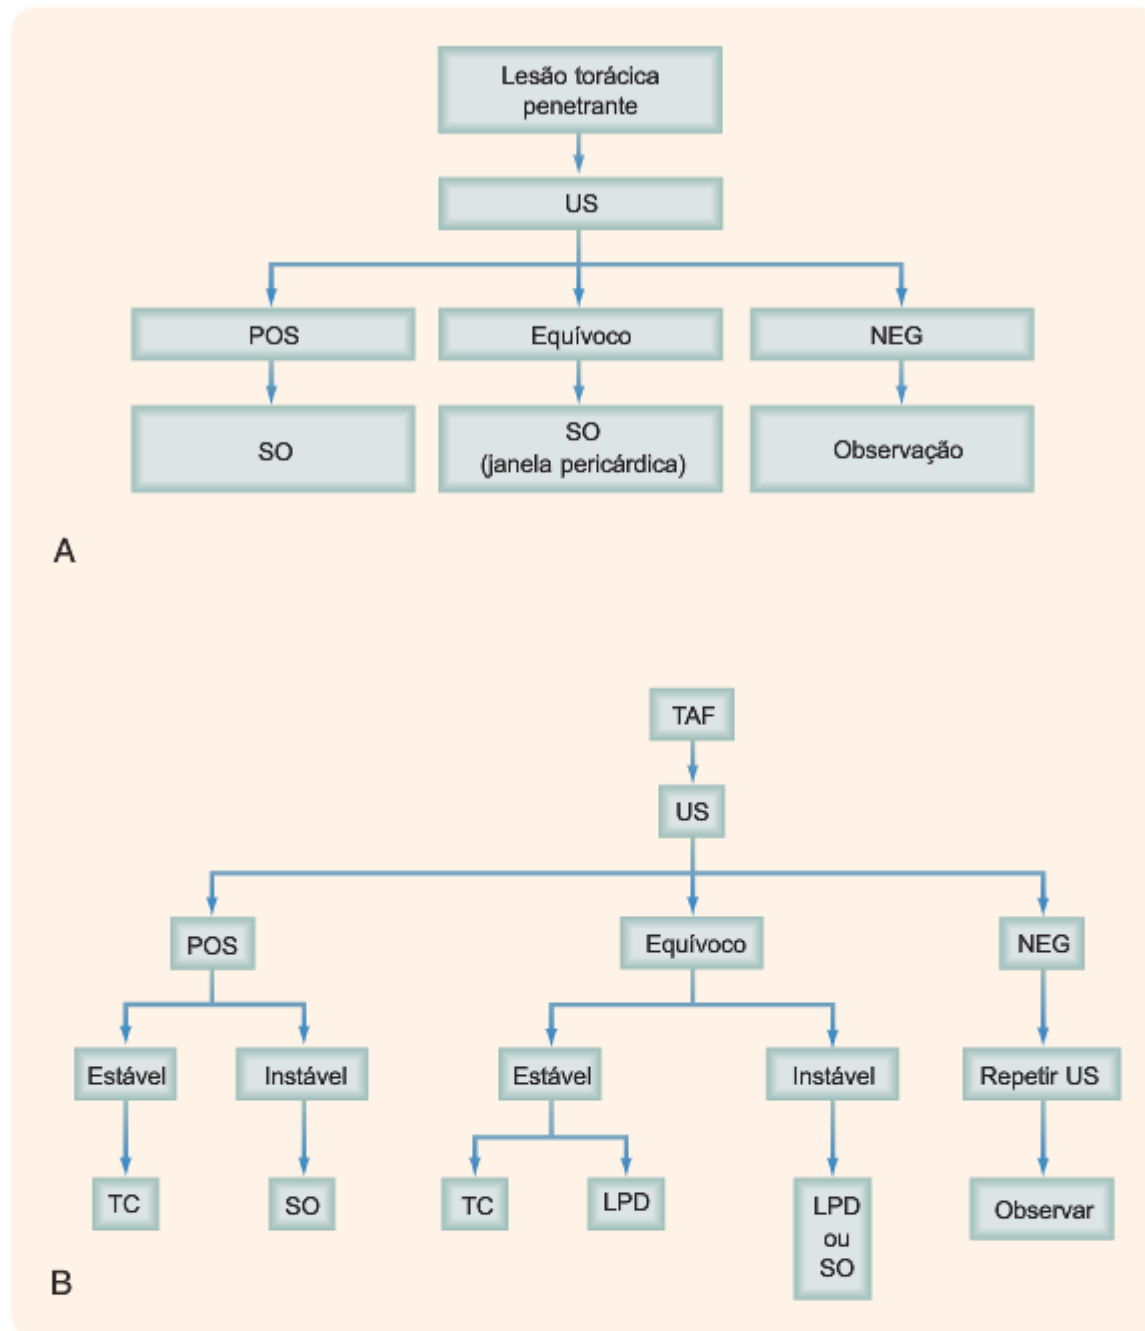 Lesão torácica
penetrante
US
POS
Equívoco
NEG
SO
SO
(janela pericárdica)
Observação
A
TAF
US
POS
Equívoco
NEG
Estável
Instável
Estável
Instável
Repetir US
TC
SO
TC
LPD
LPD
ou
SO
Observar
B